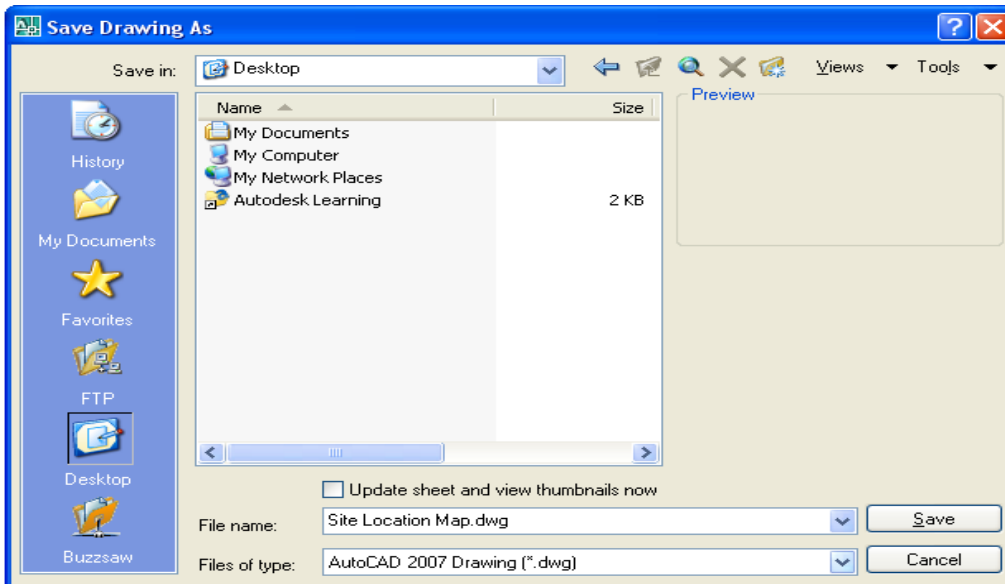 Save Drawing As
Save in: Desktop Views Tools
Name Size Preview
My Documents
My Computer
My Network Places
Autodesk Learning 2 KB
History
My Documents
Favorites
FTP
Desktop
Buzzsaw
Update sheet and view thumbnails now
File name: Site Location Map.dwg Save
Files of type: AutoCAD 2007 Drawing (*.dwg) Cancel